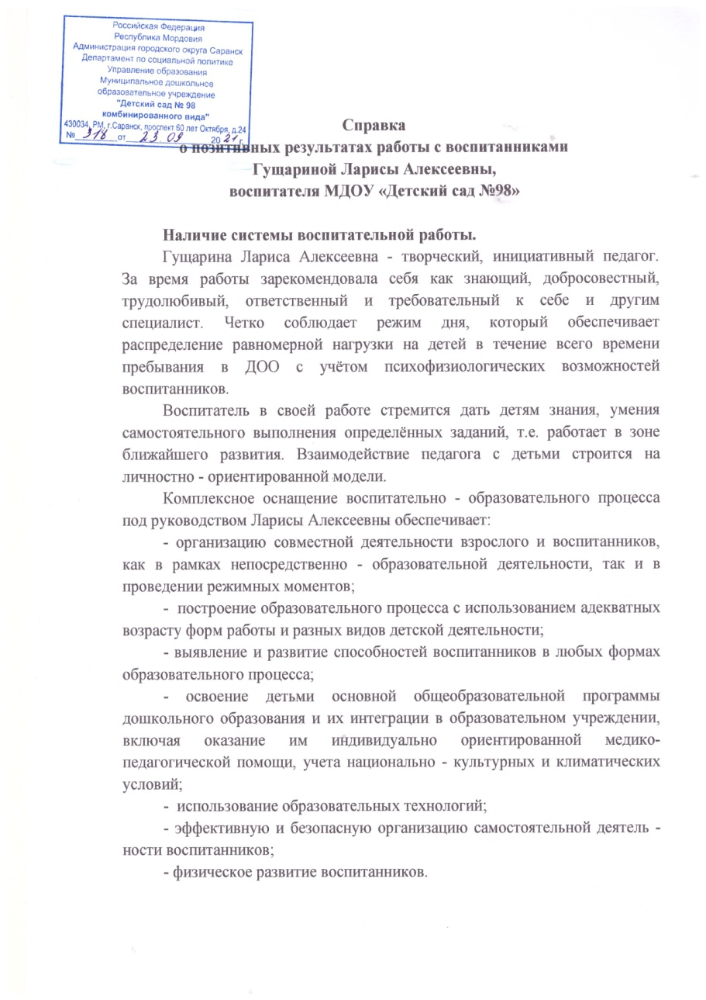 Российская Федерация
Республика Мордовия
Администрация городского округа Саранск
Департамент по социальной политике
Управление образования
Муниципальное дошкольное
образовательное учреждение
"Детский сад № 98
комбинированного вида"
430034, РМ, г.Саранск, проспект 60 лет Октября, д.24
№ 318 от 23.09 2021 г.
Справка
о позитивных результатах работы с воспитанниками
Гущариной Ларисы Алексеевны,
воспитателя МДОУ «Детский сад №98»
Наличие системы воспитательной работы.
Гущарина Лариса Алексеевна - творческий, инициативный педагог.
За время работы зарекомендовала себя как знающий, добросовестный,
трудолюбивый, ответственный и требовательный к себе и другим
специалист. Четко соблюдает режим дня, который обеспечивает
распределение равномерной нагрузки на детей в течение всего времени
пребывания в ДОО с учётом психофизиологических возможностей
воспитанников.
Воспитатель в своей работе стремится дать детям знания, умения
самостоятельного выполнения определённых заданий, т.е. работает в зоне
ближайшего развития. Взаимодействие педагога с детьми строится на
личностно - ориентированной модели.
Комплексное оснащение воспитательно - образовательного процесса
под руководством Ларисы Алексеевны обеспечивает:
- организацию совместной деятельности взрослого и воспитанников,
как в рамках непосредственно - образовательной деятельности, так и в
проведении режимных моментов;
- построение образовательного процесса с использованием адекватных
возрасту форм работы и разных видов детской деятельности;
- выявление и развитие способностей воспитанников в любых формах
образовательного процесса;
- освоение детьми основной общеобразовательной программы
дошкольного образования и их интеграции в образовательном учреждении,
включая оказание им индивидуально ориентированной медико-
педагогической помощи, учета национально - культурных и климатических
условий;
- использование образовательных технологий;
- эффективную и безопасную организацию самостоятельной деятель -
ности воспитанников;
- физическое развитие воспитанников.